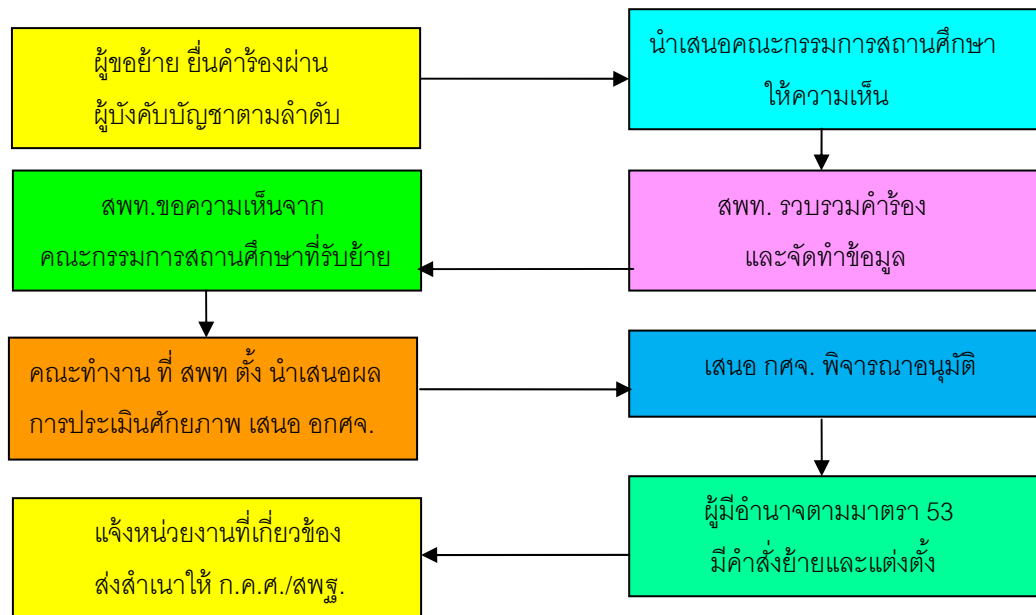 ผู้ขอย้าย ยื่นคำร้องผ่าน
ผู้บังคับบัญชาตามลำดับ
นำเสนอคณะกรรมการสถานศึกษา
ให้ความเห็น
สพท. รวบรวมคำร้อง
และจัดทำข้อมูล
สพท.ขอความเห็นจาก
คณะกรรมการสถานศึกษาที่รับย้าย
คณะทำงาน ที่ สพท ตั้ง นำเสนอผล
การประเมินศักยภาพ เสนอ อกศจ.
เสนอ กศจ. พิจารณาอนุมัติ
ผู้มีอำนาจตามมาตรา 53
มีคำสั่งย้ายและแต่งตั้ง
แจ้งหน่วยงานที่เกี่ยวข้อง
ส่งสำเนาให้ ก.ค.ศ./สพฐ.